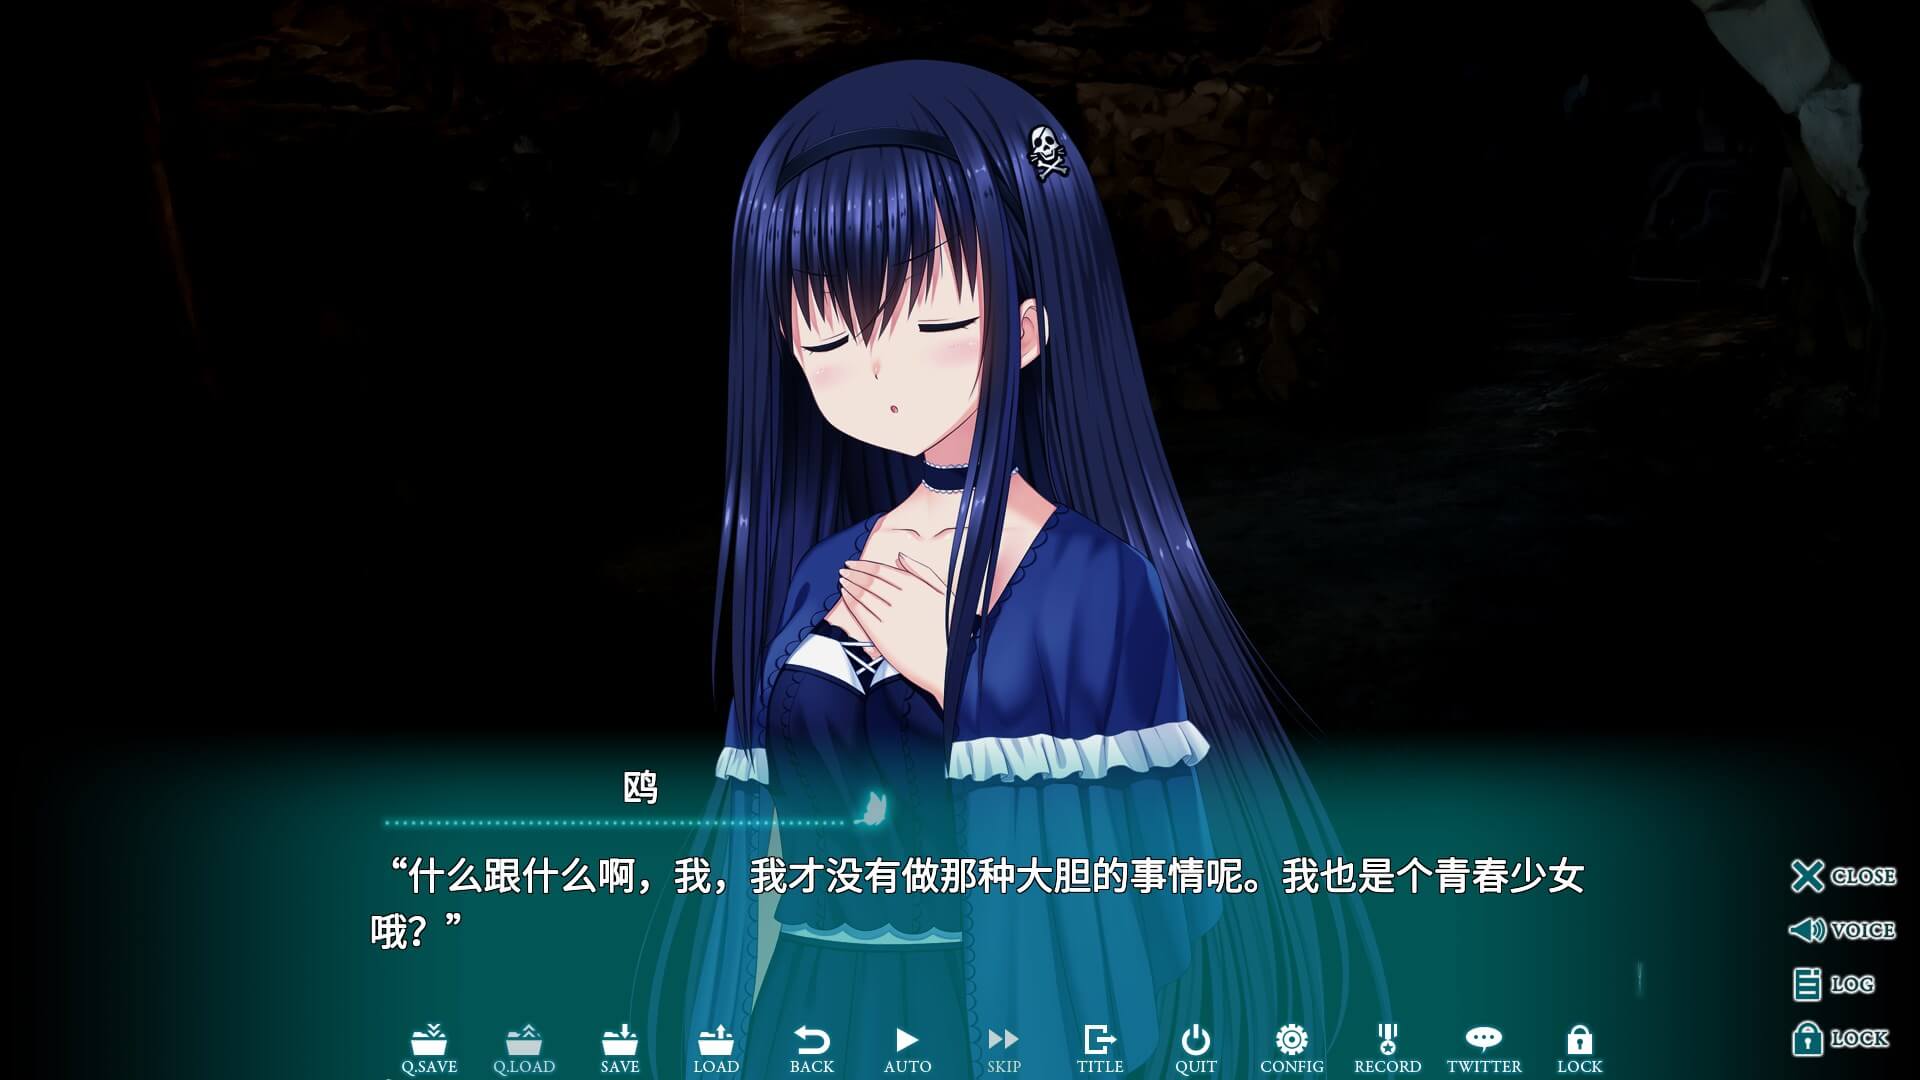 鸥
“什么跟什么啊，我，我才没有做那种大胆的事情呢。我也是个青春少女
哦？”
CLOSE
VOICE
LOG
LOCK
Q.SAVE Q.LOAD SAVE LOAD BACK AUTO SKIP TITLE QUIT CONFIG RECORD TWITTER LOCK